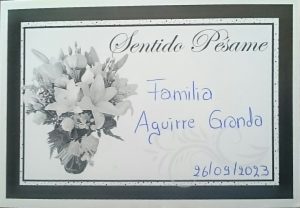 Sentido Pésame
Familia
Aguirre Granda
26/09/2023